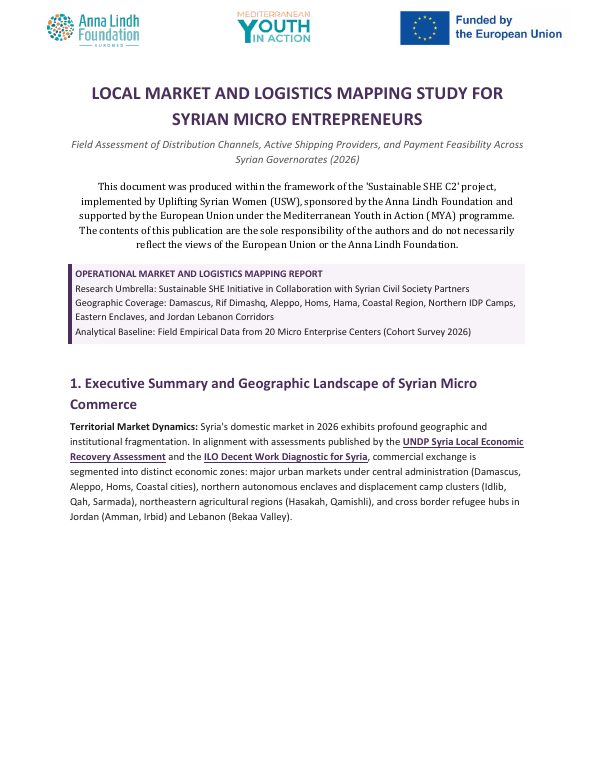 Anna Lindh
Foundation
EUROMED
MEDITERRANEAN
YOUTH
IN ACTION
Funded by
the European Union
LOCAL MARKET AND LOGISTICS MAPPING STUDY FOR
SYRIAN MICRO ENTREPRENEURS
Field Assessment of Distribution Channels, Active Shipping Providers, and Payment Feasibility Across
Syrian Governorates (2026)
This document was produced within the framework of the 'Sustainable SHE C2' project,
implemented by Uplifting Syrian Women (USW), sponsored by the Anna Lindh Foundation and
supported by the European Union under the Mediterranean Youth in Action (MYA) programme.
The contents of this publication are the sole responsibility of the authors and do not necessarily
reflect the views of the European Union or the Anna Lindh Foundation.
OPERATIONAL MARKET AND LOGISTICS MAPPING REPORT
Research Umbrella: Sustainable SHE Initiative in Collaboration with Syrian Civil Society Partners
Geographic Coverage: Damascus, Rif Dimashq, Aleppo, Homs, Hama, Coastal Region, Northern IDP Camps,
Eastern Enclaves, and Jordan Lebanon Corridors
Analytical Baseline: Field Empirical Data from 20 Micro Enterprise Centers (Cohort Survey 2026)
1. Executive Summary and Geographic Landscape of Syrian Micro
Commerce
Territorial Market Dynamics: Syria's domestic market in 2026 exhibits profound geographic and
institutional fragmentation. In alignment with assessments published by the UNDP Syria Local Economic
Recovery Assessment and the ILO Decent Work Diagnostic for Syria, commercial exchange is
segmented into distinct economic zones: major urban markets under central administration (Damascus,
Aleppo, Homs, Coastal cities), northern autonomous enclaves and displacement camp clusters (Idlib,
Qah, Sarmada), northeastern agricultural regions (Hasakah, Qamishli), and cross border refugee hubs in
Jordan (Amman, Irbid) and Lebanon (Bekaa Valley).